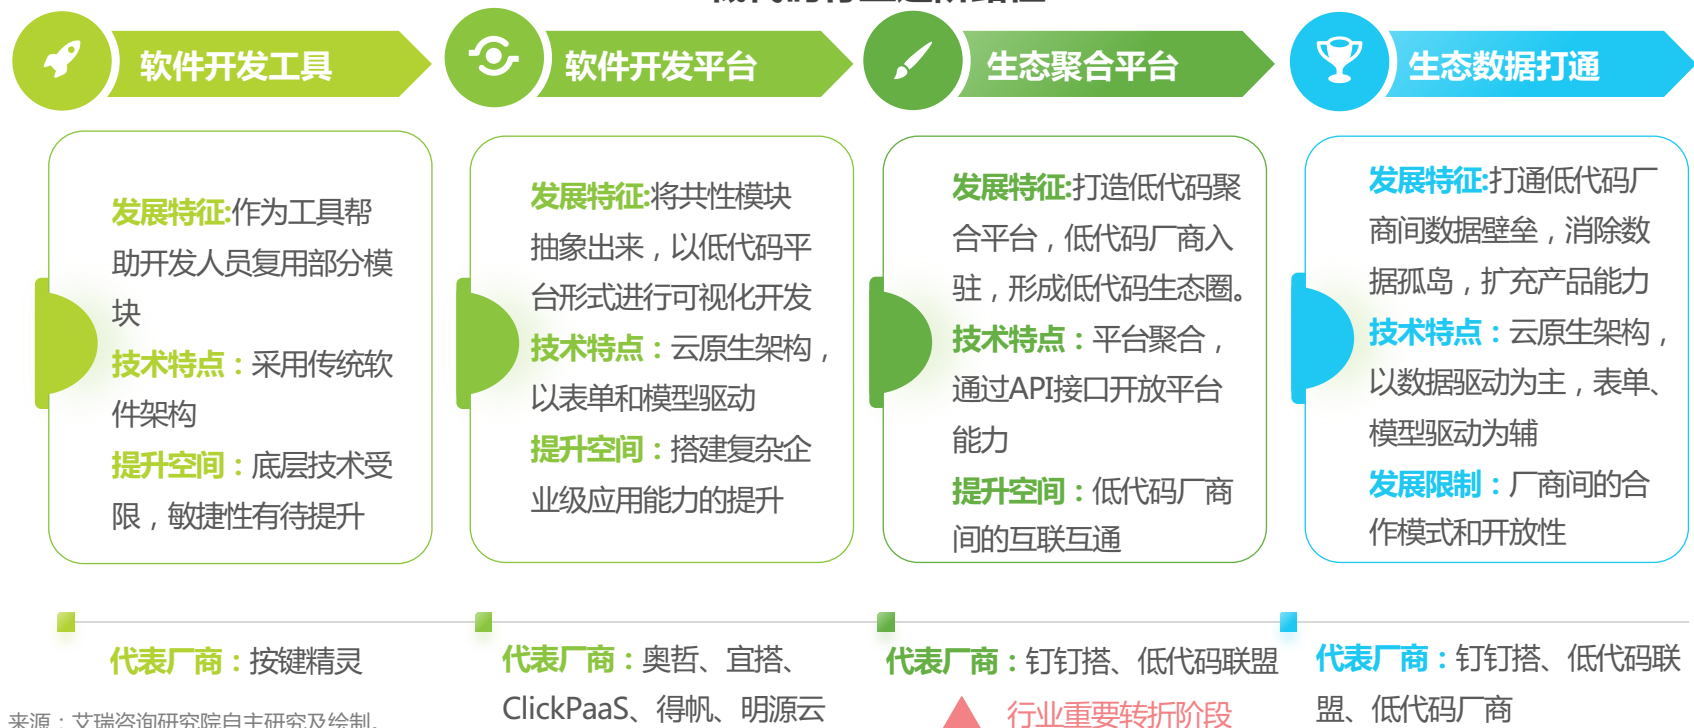 软件开发工具
软件开发平台
生态聚合平台
生态数据打通
发展特征:作为工具帮
助开发人员复用部分模
块
技术特点：采用传统软
件架构
提升空间：底层技术受
限，敏捷性有待提升
发展特征:将共性模块
抽象出来，以低代码平
台形式进行可视化开发
技术特点：云原生架构，
以表单和模型驱动
提升空间：搭建复杂企
业级应用能力的提升
发展特征:打造低代码聚
合平台，低代码厂商入
驻，形成低代码生态圈。
技术特点：平台聚合，
通过API接口开放平台
能力
提升空间：低代码厂商
间的互联互通
发展特征:打通低代码厂
商间数据壁垒，消除数
据孤岛，扩充产品能力
技术特点：云原生架构，
以数据驱动为主，表单、
模型驱动为辅
发展限制：厂商间的合
作模式和开放性
代表厂商：按键精灵
代表厂商：奥哲、宜搭、
ClickPaaS、得帆、明源云
代表厂商：钉钉搭、低代码联盟
行业重要转折阶段
代表厂商：钉钉搭、低代码联
盟、低代码厂商
来源：艾瑞咨询研究院自主研究及绘制。